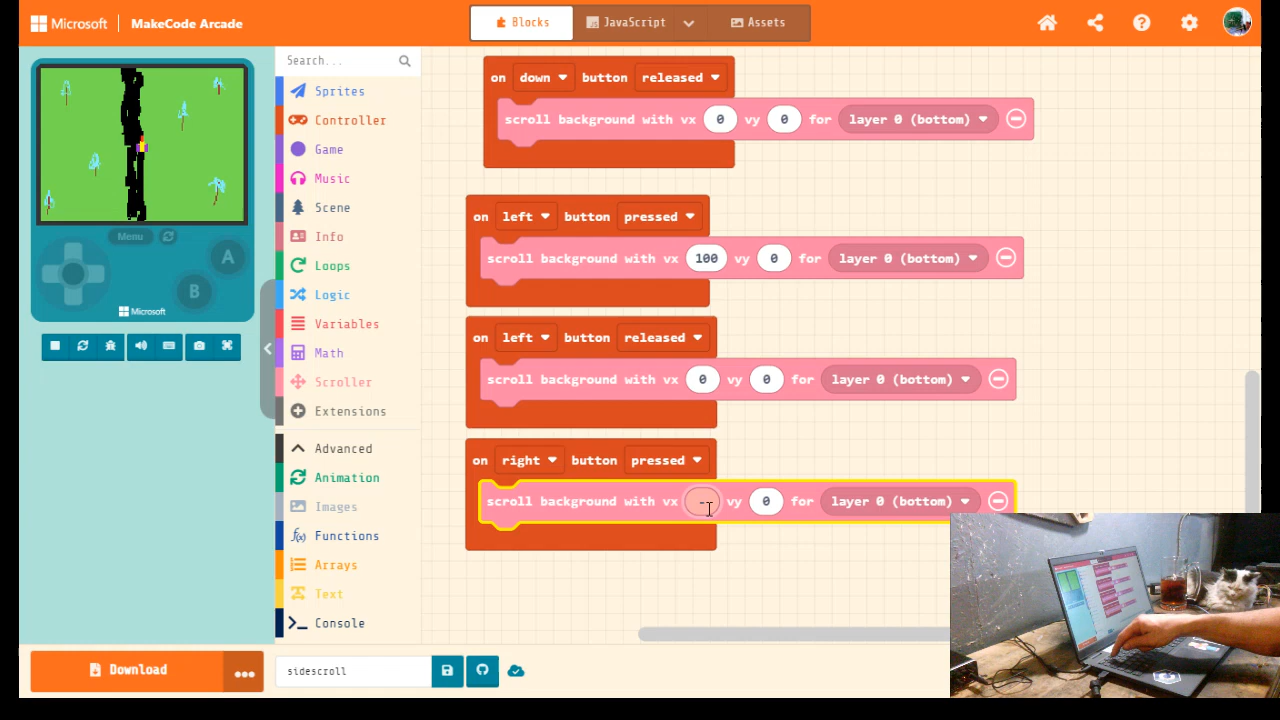 Microsoft MakeCode Arcade
Blocks JavaScript Assets
Search...
Sprites
Controller
Game
Music
Scene
Info
Loops
Logic
Variables
Math
Scroller
Extensions
Advanced
Animation
Images
Functions
Arrays
Text
Console
Menu
A
B
Microsoft
on down button released
scroll background with vx 0 vy 0 for layer 0 (bottom)
on left button pressed
scroll background with vx 100 vy 0 for layer 0 (bottom)
on left button released
scroll background with vx 0 vy 0 for layer 0 (bottom)
on right button pressed
scroll background with vx - vy 0 for layer 0 (bottom)
Download
sidescroll